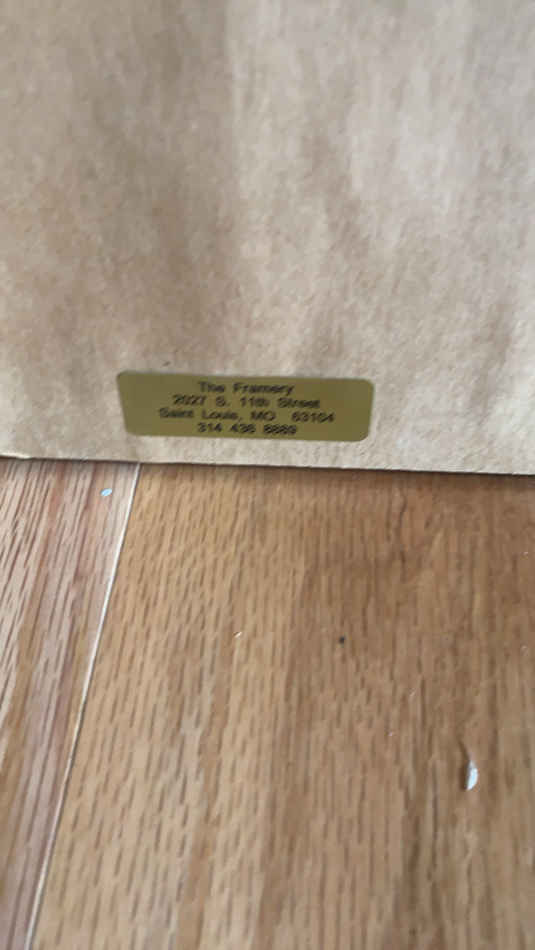 The Framery
2027 S. 11th Street
Saint Louis, MO 63104
314 436 8889